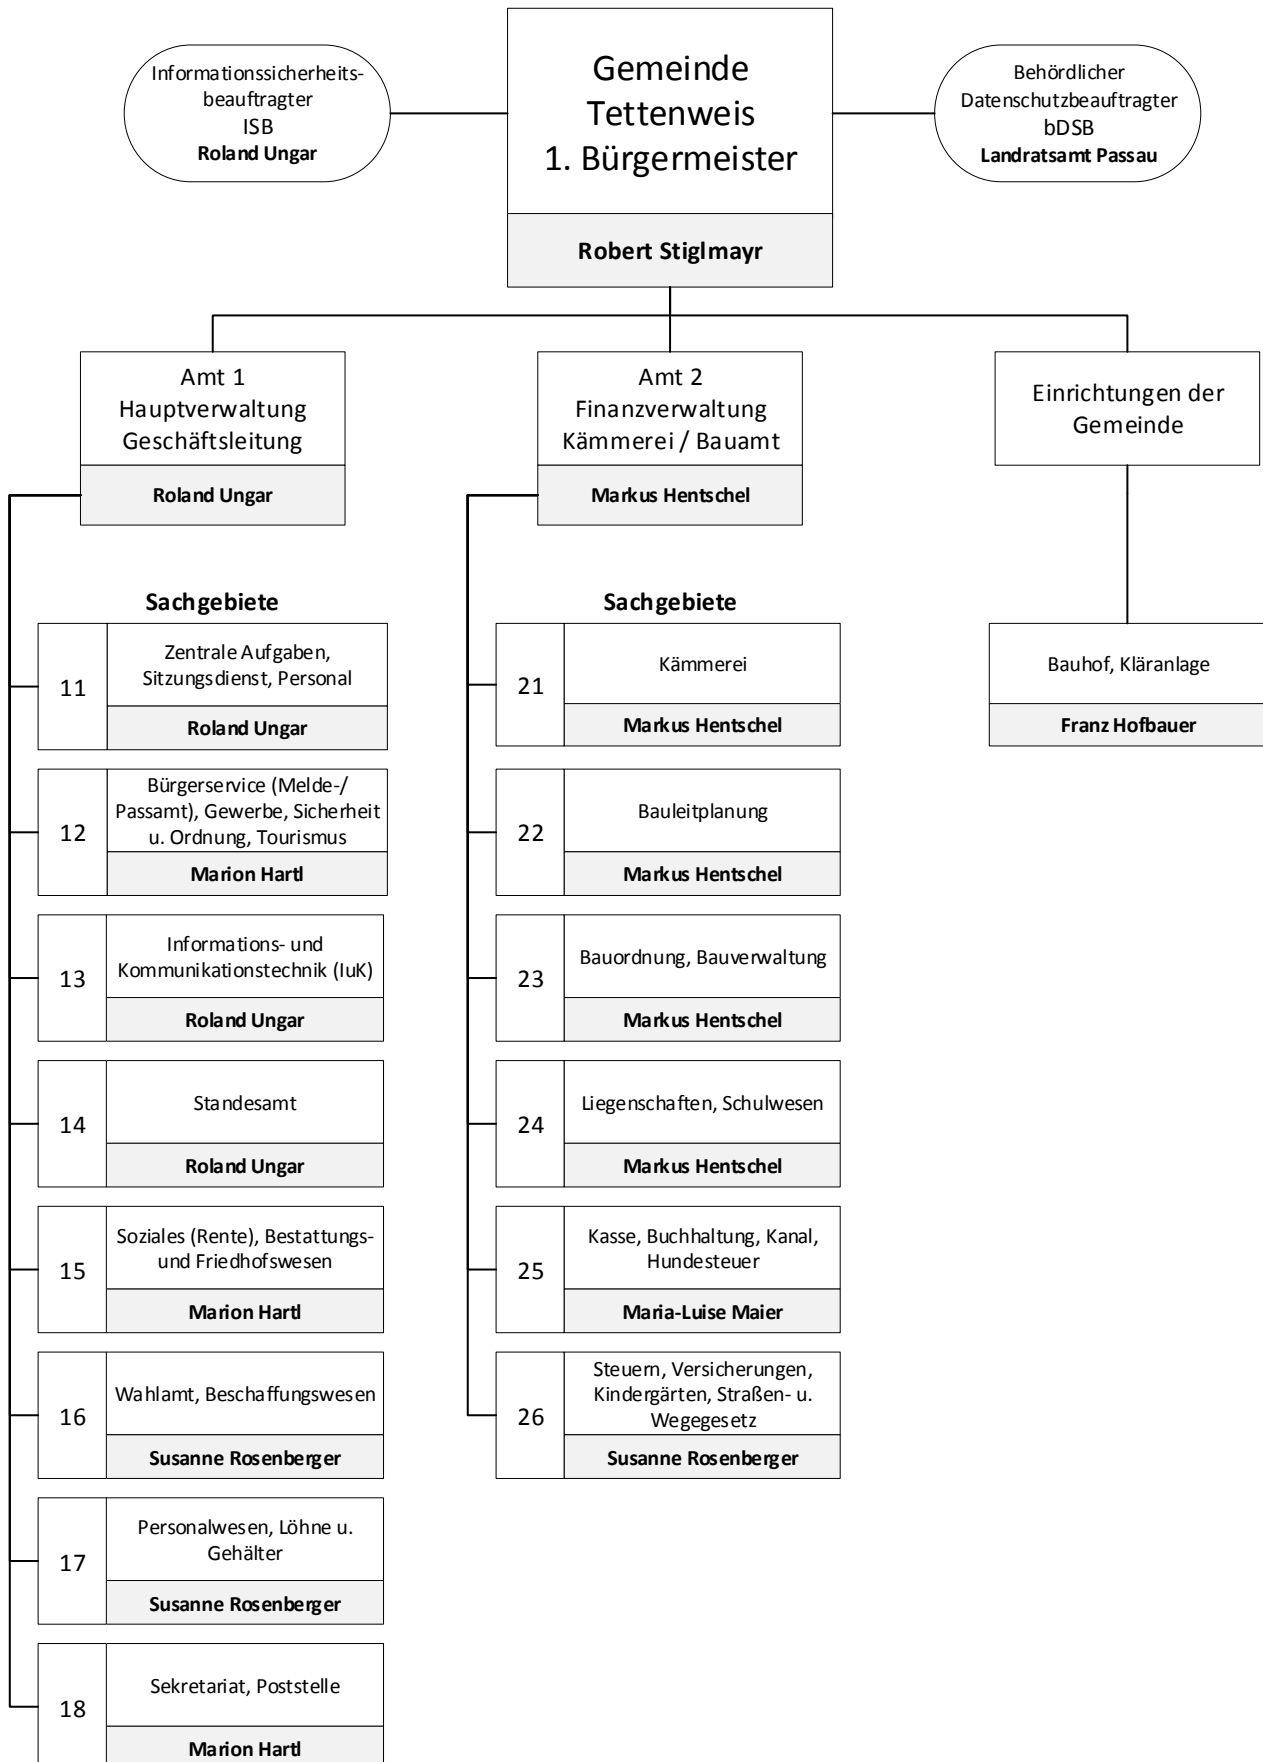 Informationssicherheits-
beauftragter
ISB
Roland Ungar
Gemeinde
Tettenweis
1. Bürgermeister
Robert Stiglmayr
Behördlicher
Datenschutzbeauftragter
bDSB
Landratsamt Passau
Amt 1
Hauptverwaltung
Geschäftsleitung
Roland Ungar
Amt 2
Finanzverwaltung
Kämmerei / Bauamt
Markus Hentschel
Einrichtungen der
Gemeinde
Sachgebiete
11
Zentrale Aufgaben,
Sitzungsdienst, Personal
Roland Ungar
12
Bürgerservice (Melde-/
Passamt), Gewerbe, Sicherheit
u. Ordnung, Tourismus
Marion Hartl
13
Informations- und
Kommunikationstechnik (IuK)
Roland Ungar
14
Standesamt
Roland Ungar
15
Soziales (Rente), Bestattungs-
und Friedhofswesen
Marion Hartl
16
Wahlamt, Beschaffungswesen
Susanne Rosenberger
17
Personalwesen, Löhne u.
Gehälter
Susanne Rosenberger
18
Sekretariat, Poststelle
Marion Hartl
Sachgebiete
21
Kämmerei
Markus Hentschel
22
Bauleitplanung
Markus Hentschel
23
Bauordnung, Bauverwaltung
Markus Hentschel
24
Liegenschaften, Schulwesen
Markus Hentschel
25
Kasse, Buchhaltung, Kanal,
Hundesteuer
Maria-Luise Maier
26
Steuern, Versicherungen,
Kindergärten, Straßen- u.
Wegegesetz
Susanne Rosenberger
Bauhof, Kläranlage
Franz Hofbauer